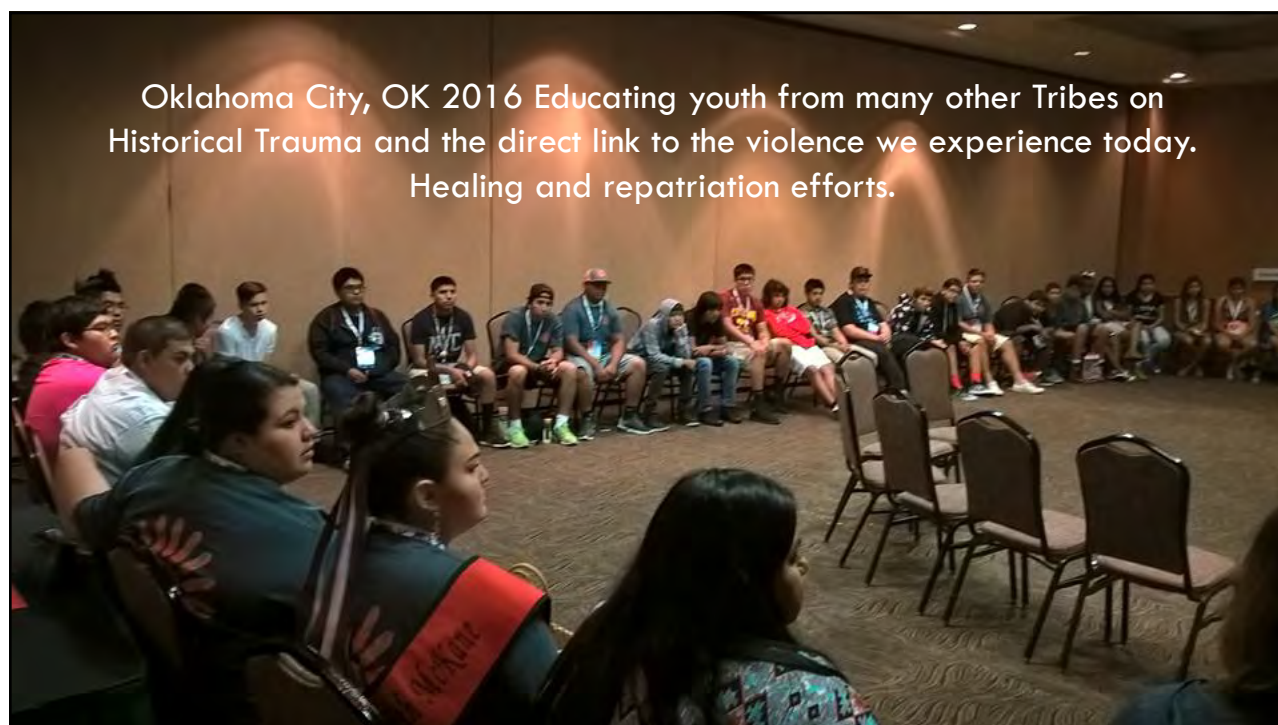 Oklahoma City, OK 2016 Educating youth from many other Tribes on
Historical Trauma and the direct link to the violence we experience today.
Healing and repatriation efforts.
McKane